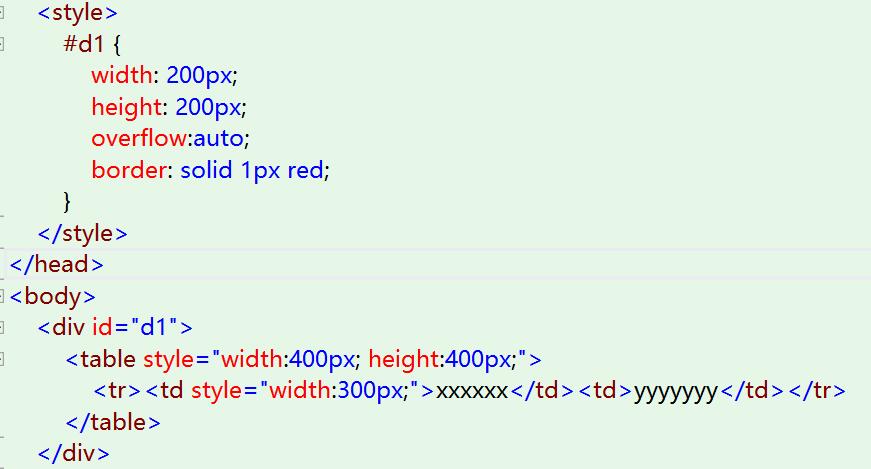 <style>
#d1 {
width: 200px;
height: 200px;
overflow:auto;
border: solid 1px red;
}
</style>
</head>
<body>
<div id="d1">
<table style="width:400px; height:400px;">
<tr><td style="width:300px;">xxxxxx</td><td>yyyyyyy</td></tr>
</table>
</div>